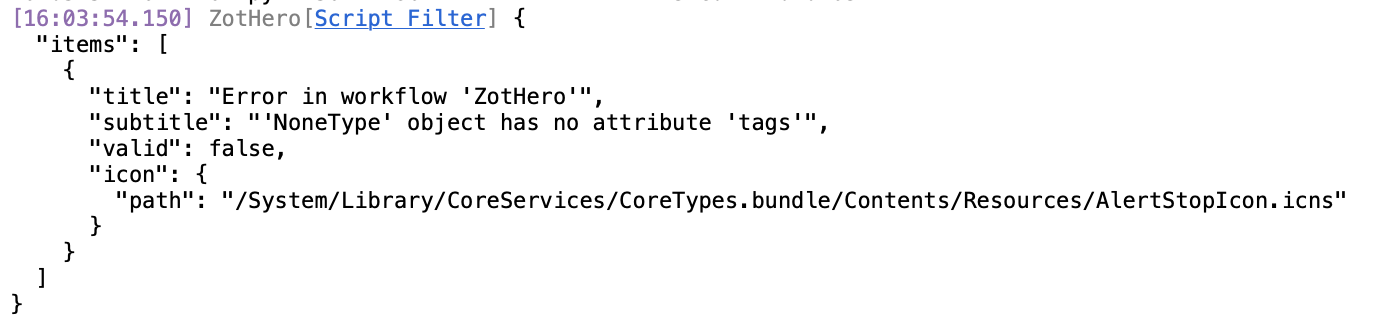 [16:03:54.150] ZotHero[Script Filter] {
"items": [
{
"title": "Error in workflow 'ZotHero'",
"subtitle": "'NoneType' object has no attribute 'tags'",
"valid": false,
"icon": {
"path": "/System/Library/CoreServices/CoreTypes.bundle/Contents/Resources/AlertStopIcon.icns"
}
}
]
}